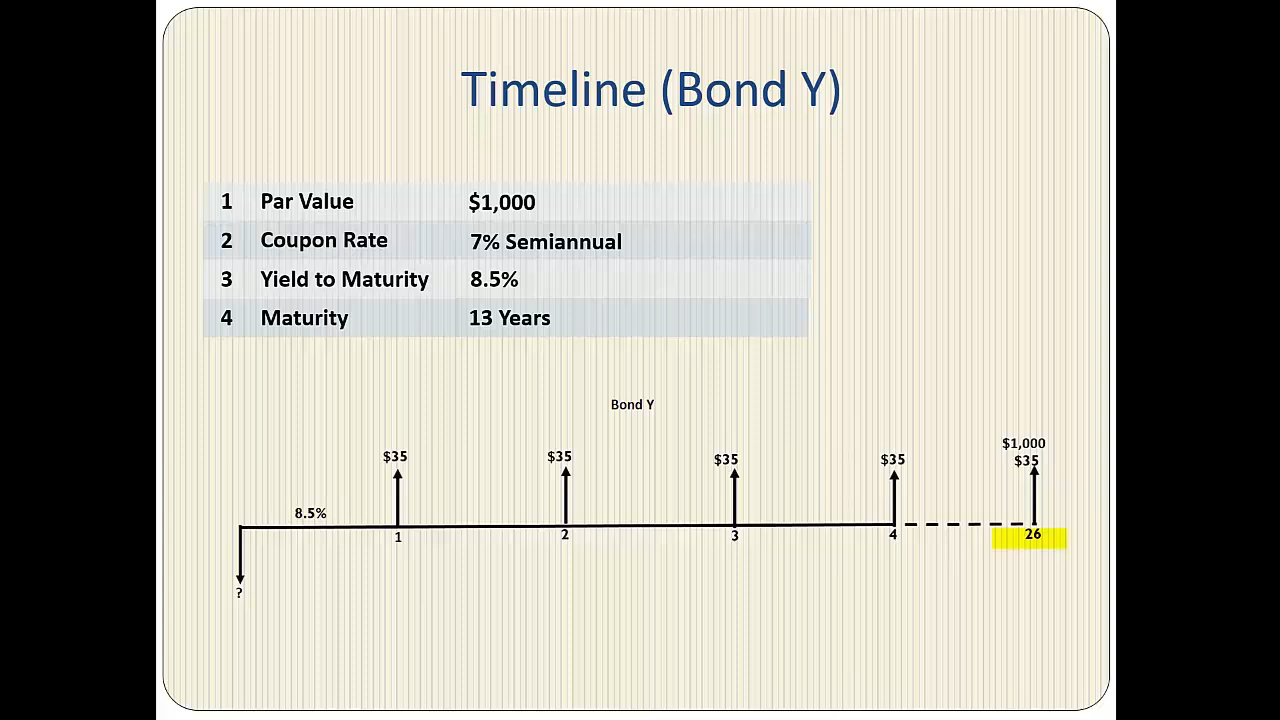 Timeline (Bond Y)
1 Par Value $1,000
2 Coupon Rate 7% Semiannual
3 Yield to Maturity 8.5%
4 Maturity 13 Years
Bond Y
$1,000
$35 $35 $35 $35 $35
8.5%
1 2 3 4 26
?